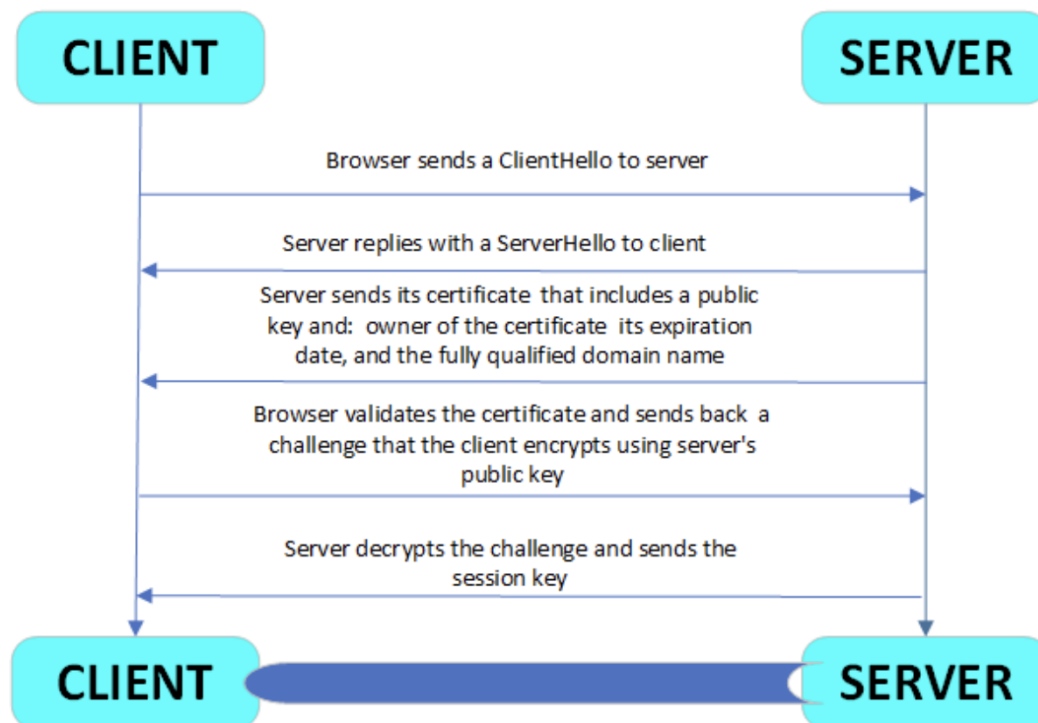 CLIENT
SERVER
Browser sends a ClientHello to server
Server replies with a ServerHello to client
Server sends its certificate that includes a public
key and: owner of the certificate its expiration
date, and the fully qualified domain name
Browser validates the certificate and sends back a
challenge that the client encrypts using server's
public key
Server decrypts the challenge and sends the
session key
CLIENT
SERVER